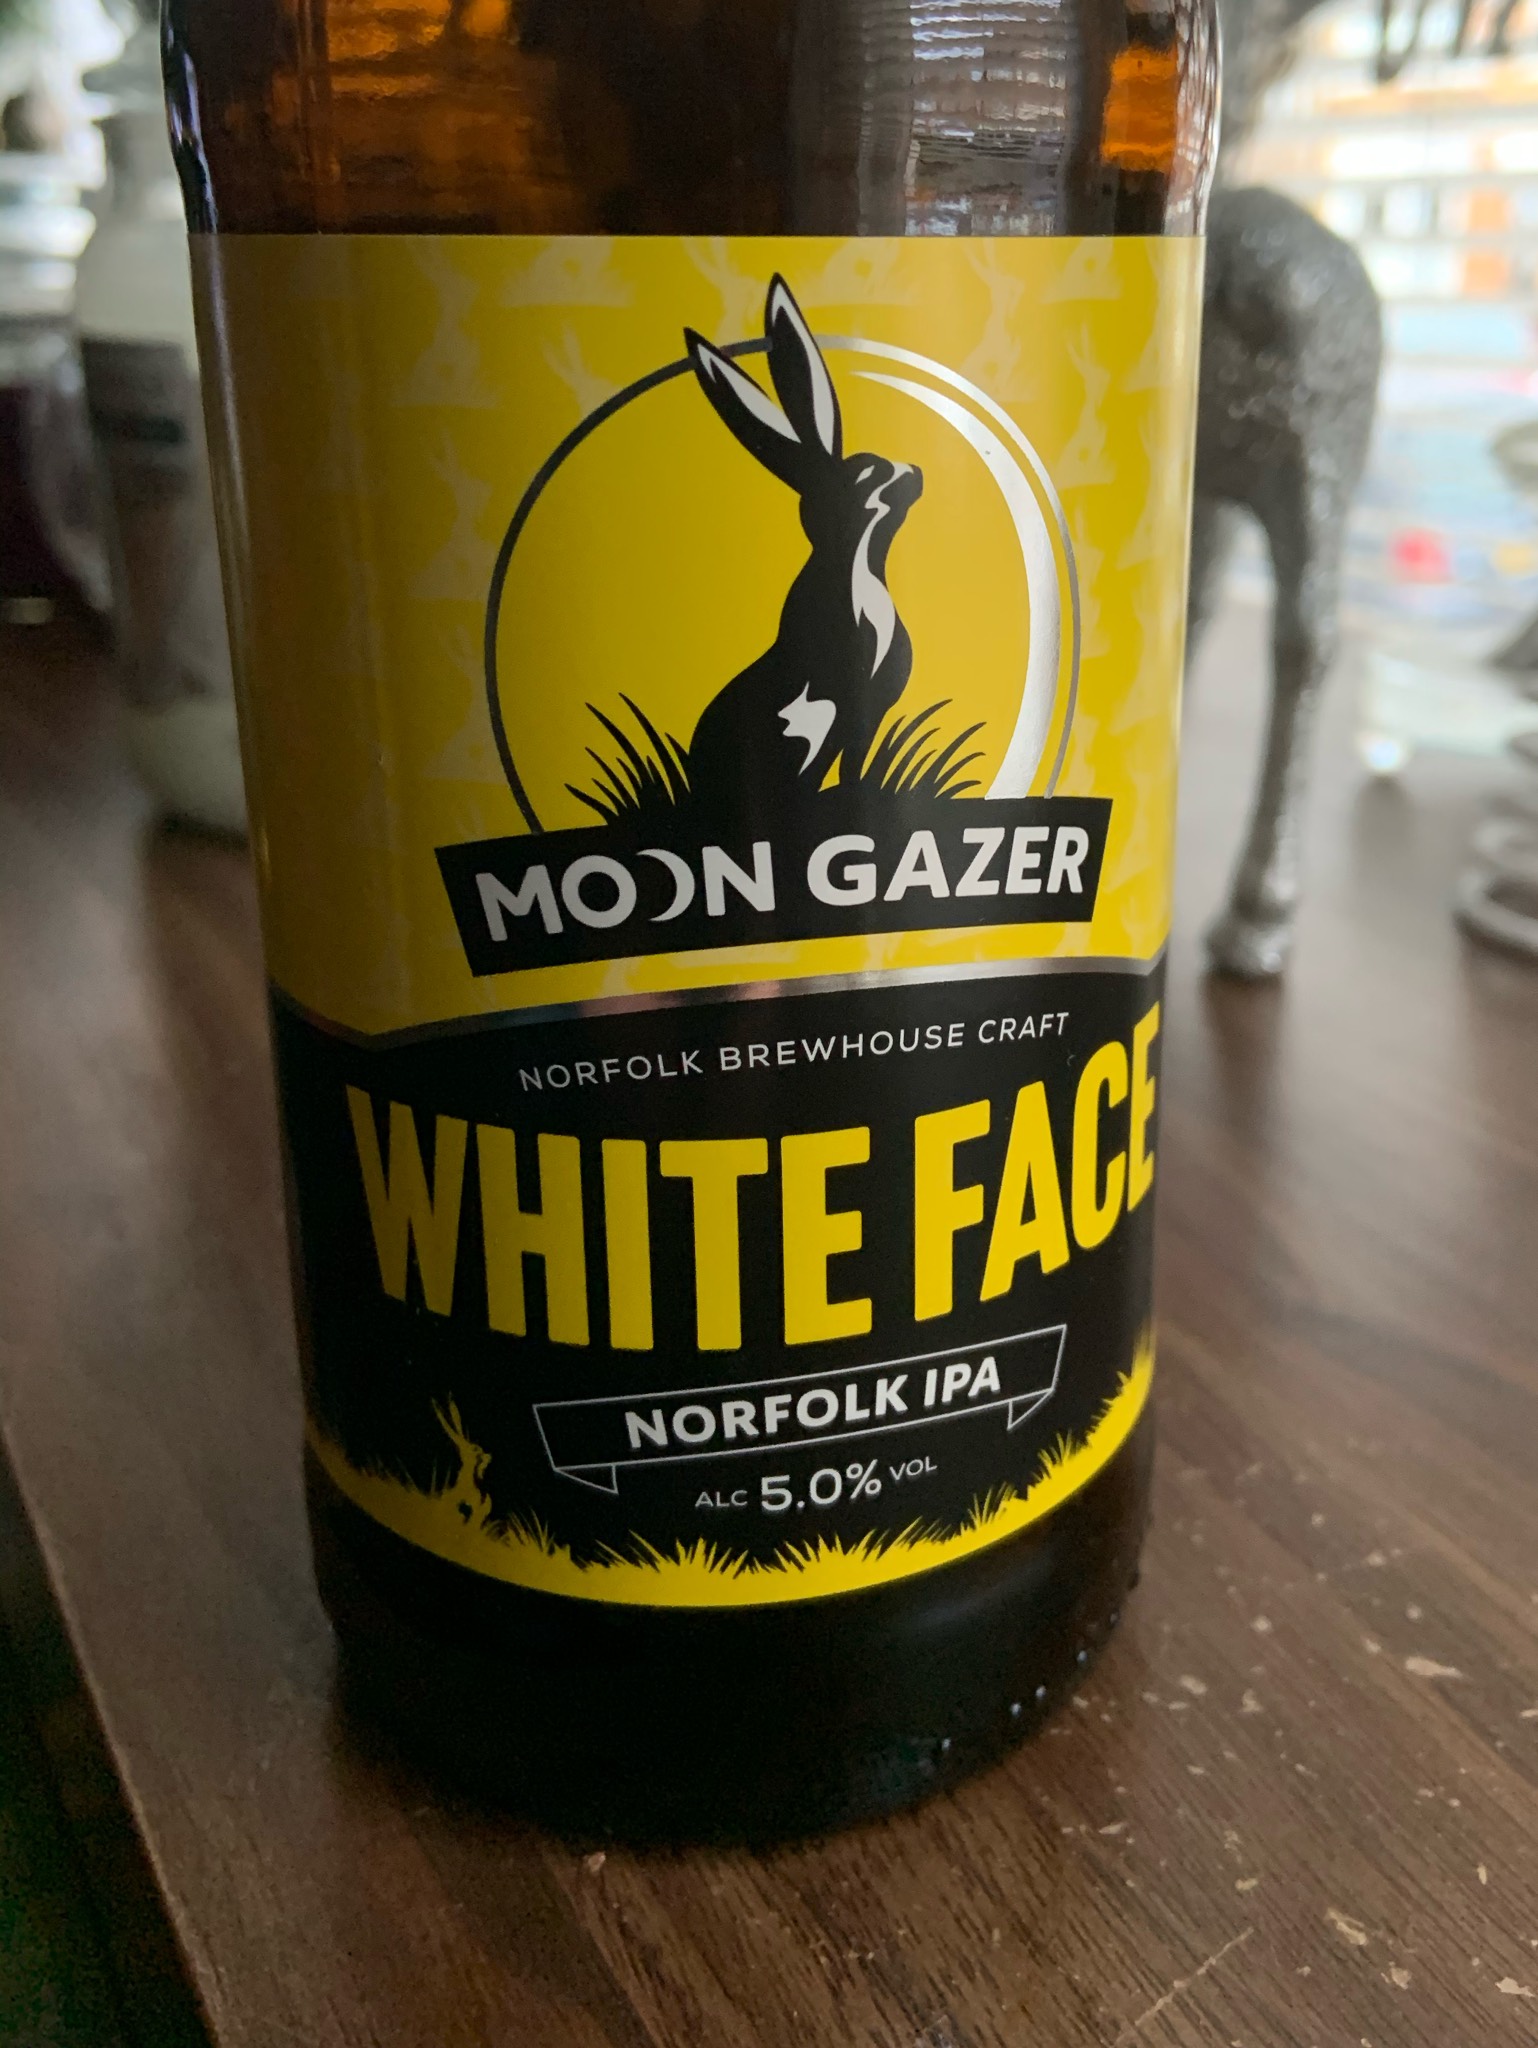 MOON GAZER
NORFOLK BREWHOUSE CRAFT
WHITE FACE
NORFOLK IPA
ALC 5.0% VOL